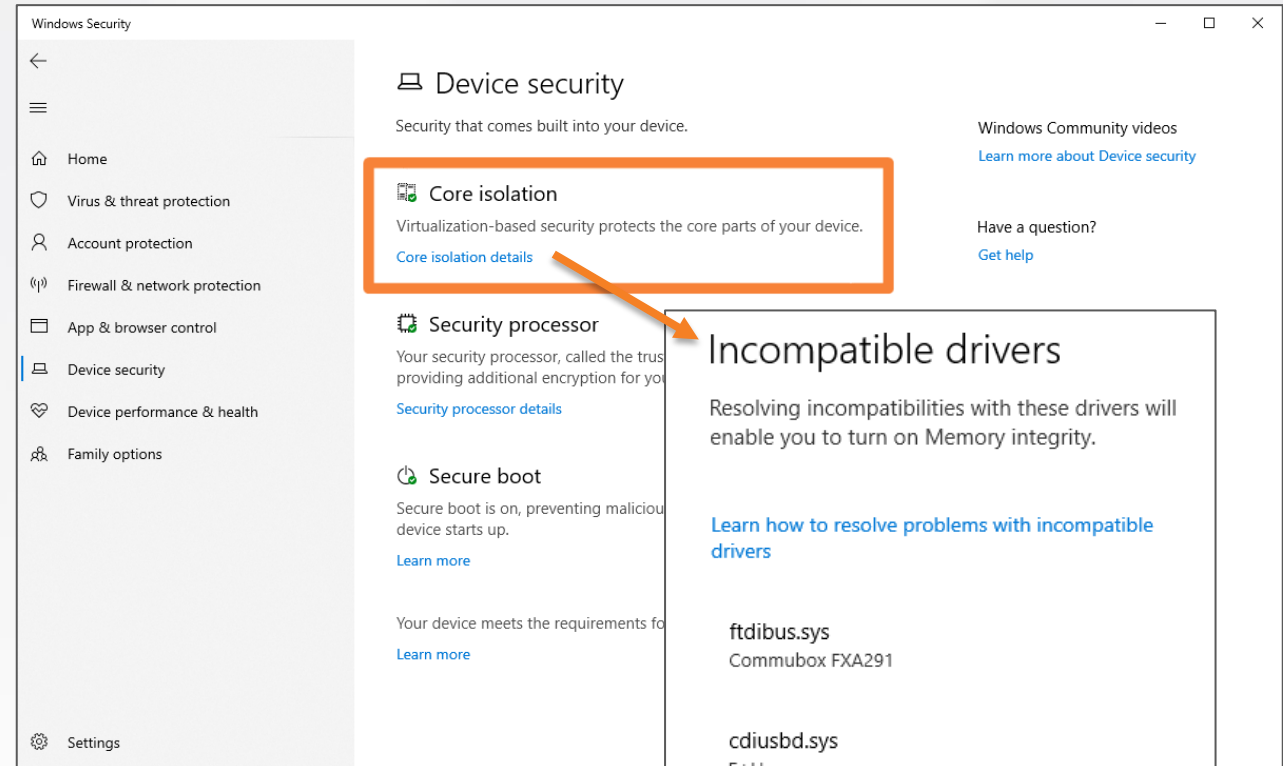 Windows Security
Home
Virus & threat protection
Account protection
Firewall & network protection
App & browser control
Device security
Device performance & health
Family options
Settings
Device security
Security that comes built into your device.
Core isolation
Virtualization-based security protects the core parts of your device.
Core isolation details
Security processor
Your security processor, called the trus
providing additional encryption for you
Security processor details
Secure boot
Secure boot is on, preventing maliciou
device starts up.
Learn more
Your device meets the requirements fo
Learn more
Windows Community videos
Learn more about Device security
Have a question?
Get help
Incompatible drivers
Resolving incompatibilities with these drivers will
enable you to turn on Memory integrity.
Learn how to resolve problems with incompatible
drivers
ftdibus.sys
Commubox FXA291
cdiusbd.sys